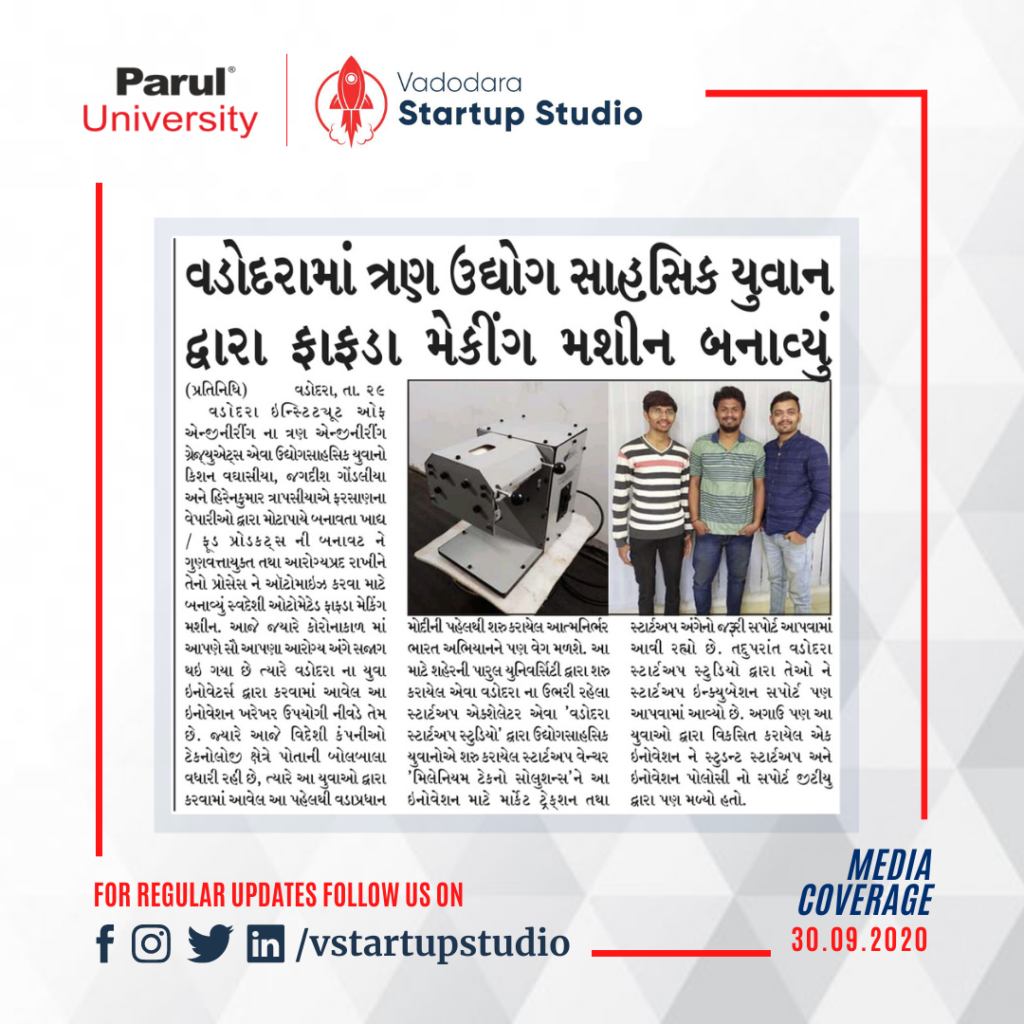 Parul®
University
Vadodara
Startup Studio
વડોદરામાં ત્રણ ઉદ્યોગ સાહસિક યુવાન
દ્વારા ફાફડા મેકીંગ મશીન બનાવ્યું
(પ્રતિનિધિ) વડોદરા, તા. ૨૯
વડોદરા ઇન્સ્ટિટયૂટ ઓફ
એન્જીનીરીંગ ના ત્રણ એન્જીનીરીંગ
ગ્રેજ્યુએટ્સ એવા ઉદ્યોગસાહસિક યુવાનો
કિશન વઘાસીયા, જગદીશ ગોંડલીયા
અને હિરેનકુમાર ત્રાપસીયાએ ફરસાણના
વેપારીઓ દ્વારા મોટાપાયે બનાવતા ખાદ્ય
/ ફૂડ પ્રોડકટ્સ ની બનાવટ ને
ગુણવત્તાયુક્ત તથા આરોગ્યપ્રદ રાખીને
તેનો પ્રોસેસ ને ઑટોમાઇઝ કરવા માટે
બનાવ્યું સ્વદેશી ઓટોમેટેડ ફાફડા મેકિંગ
મશીન. આજે જયારે કોરોનાકાળ માં
આપણે સૌ આપણા આરોગ્ય અંગે સજાગ
થઇ ગયા છે ત્યારે વડોદરા ના યુવા
ઇનોવેટર્સ દ્વારા કરવામાં આવેલ આ
ઇનોવેશન ખરેખર ઉપયોગી નીવડે તેમ
છે. જ્યારે આજે વિદેશી કંપનીઓ
ટેકનોલોજી ક્ષેત્રે પોતાની બોલબાલા
વધારી રહી છે, ત્યારે આ યુવાઓ દ્વારા
કરવામાં આવેલ આ પહેલથી વડાપ્રધાન
મોદીની પહેલથી શરુ કરાયેલ આત્મનિર્ભર
ભારત અભિયાનને પણ વેગ મળશે. આ
માટે શહેરની પારુલ યુનિવર્સિટી દ્વારા શરુ
કરાયેલ એવા વડોદરા ના ઉભરી રહેલા
સ્ટાર્ટઅપ એક્શેલેટર એવા 'વડોદરા
સ્ટાર્ટઅપ સ્ટુડિયો' દ્વારા ઉદ્યોગસાહસિક
યુવાનોએ શરુ કરાયેલ સ્ટાર્ટઅપ વેન્ચર
'મિલેનિયમ ટેકનો સોલુશન્સ'ને આ
ઇનોવેશન માટે માર્કેટ ટ્રેક્શન તથા
સ્ટાર્ટઅપ અંગેનો જરૂરી સપોર્ટ આપવામાં
આવી રહ્યો છે. તદુપરાંત વડોદરા
સ્ટાર્ટઅપ સ્ટુડિયો દ્વારા તેઓ ને
સ્ટાર્ટઅપ ઇન્ક્યુબેશન સપોર્ટ પણ
આપવામાં આવ્યો છે. અગાઉ પણ આ
યુવાઓ દ્વારા વિકસિત કરાયેલ એક
ઇનોવેશન ને સ્ટુડન્ટ સ્ટાર્ટઅપ અને
ઇનોવેશન પોલોસી નો સપોર્ટ જીટીયુ
દ્વારા પણ મળ્યો હતો.
FOR REGULAR UPDATES FOLLOW US ON
/vstartupstudio
MEDIA
COVERAGE
30.09.2020